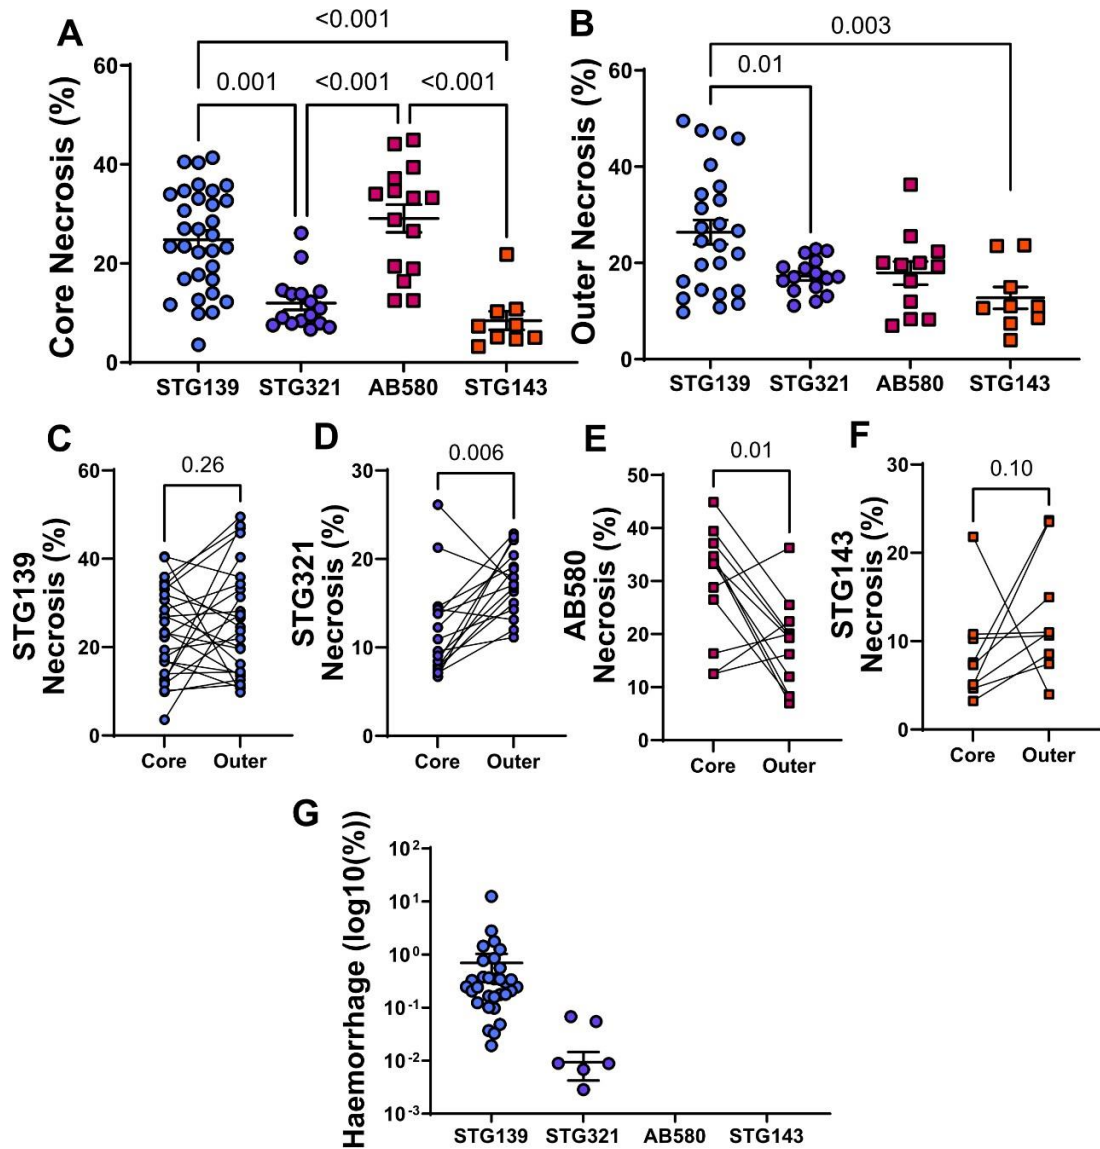 A
<0.001
0.001
<0.001
<0.001
Core Necrosis (%)
60
40
20
0
STG139
STG321
AB580
STG143
B
0.003
0.01
Outer Necrosis (%)
60
40
20
0
STG139
STG321
AB580
STG143
C
0.26
STG139
Necrosis (%)
60
40
20
0
Core
Outer
D
0.006
STG321
Necrosis (%)
30
20
10
0
Core
Outer
E
0.01
AB580
Necrosis (%)
50
40
30
20
10
0
Core
Outer
F
0.10
STG143
Necrosis (%)
30
20
10
0
Core
Outer
G
Haemorrhage (log10(%))
10²
10¹
10⁰
10⁻¹
10⁻²
10⁻³
STG139
STG321
AB580
STG143